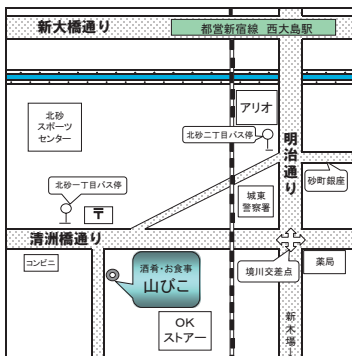 新大橋通り
都営新宿線 西大島駅
アリオ
北砂
スポーツ
センター
北砂二丁目バス停
明治通り
砂町銀座
北砂一丁目バス停
〒
城東
警察署
清洲橋通り
コンビニ
酒肴・お食事
山びこ
境川交差点
薬局
OK
ストアー
新木場